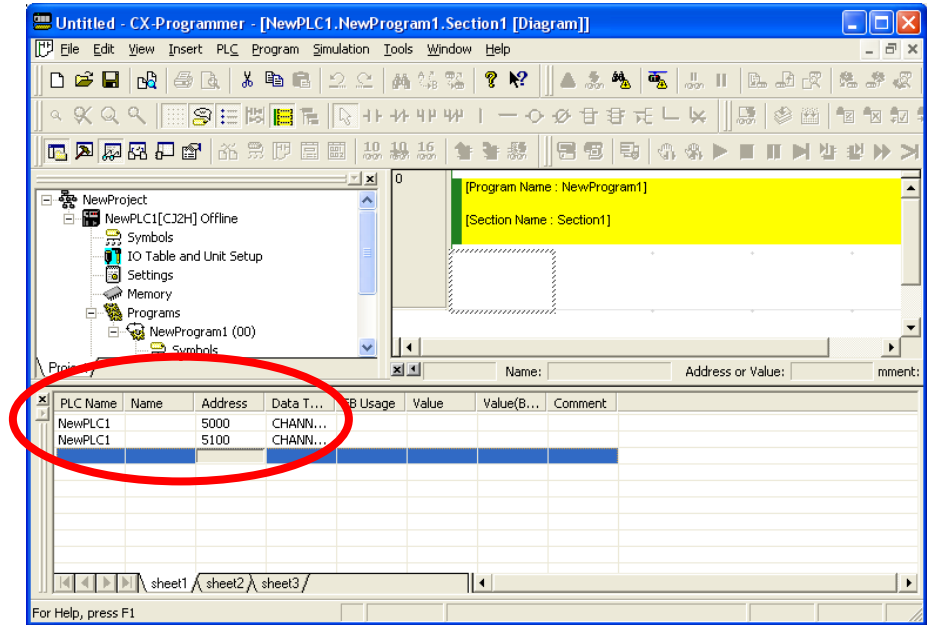 Untitled - CX-Programmer - [NewPLC1.NewProgram1.Section1 [Diagram]]
File Edit View Insert PLC Program Simulation Tools Window Help
10 16
0
[Program Name : NewProgram1]
[Section Name : Section1]
NewProject
NewPLC1[CJ2H] Offline
Symbols
IO Table and Unit Setup
Settings
Memory
Programs
NewProgram1 (00)
Symbols
Project
Name:
Address or Value:
mment:
PLC Name Name Address Data T... FB Usage Value Value(B... Comment
NewPLC1 5000 CHANN...
NewPLC1 5100 CHANN...
sheet1 sheet2 sheet3
For Help, press F1